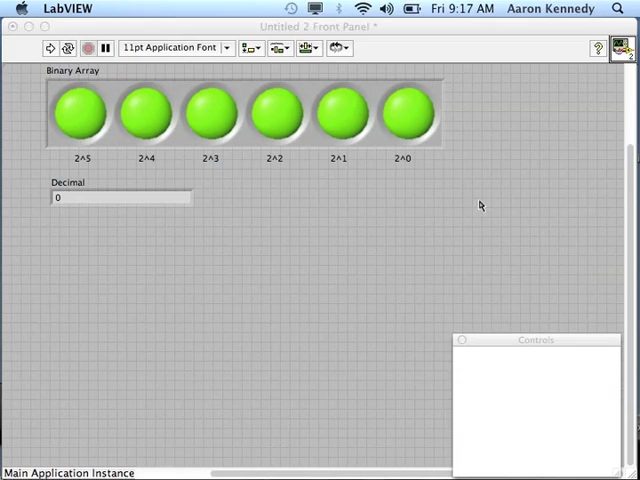 LabVIEW Fri 9:17 AM Aaron Kennedy
Untitled 2 Front Panel *
11pt Application Font ?
2
Binary Array
2^5 2^4 2^3 2^2 2^1 2^0
Decimal
0
Controls
Main Application Instance